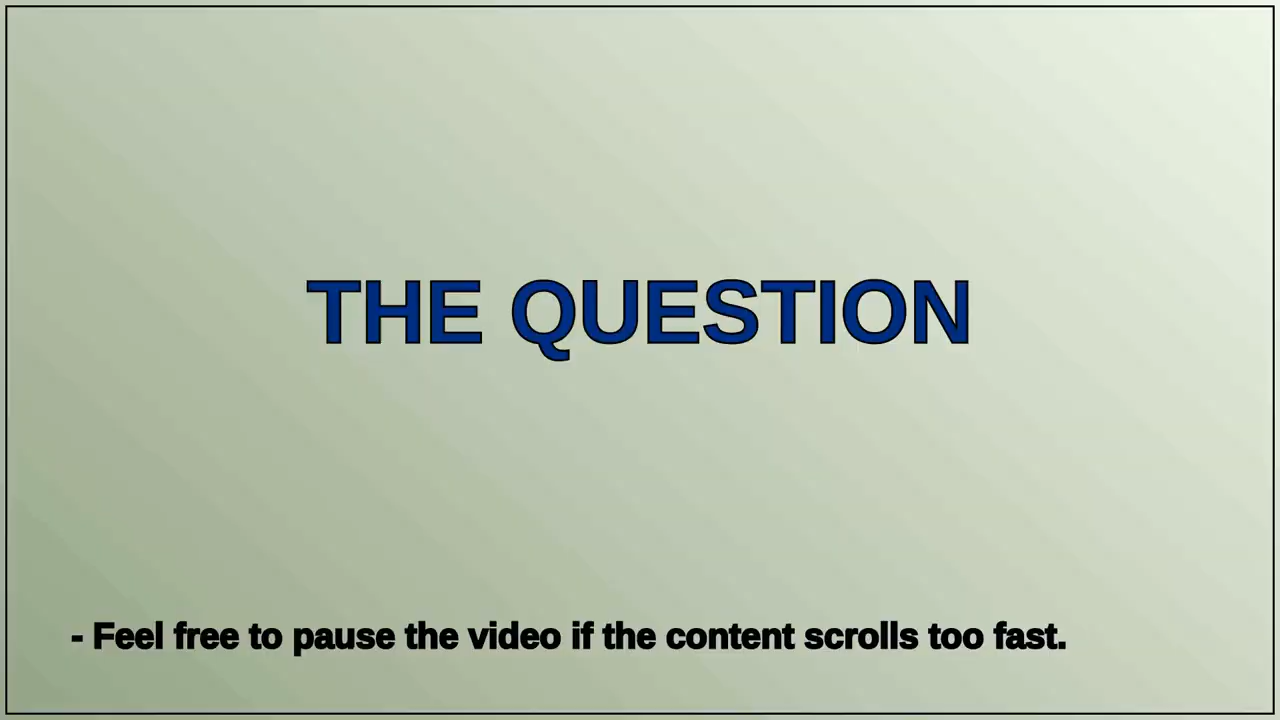 THE QUESTION
- Feel free to pause the video if the content scrolls too fast.